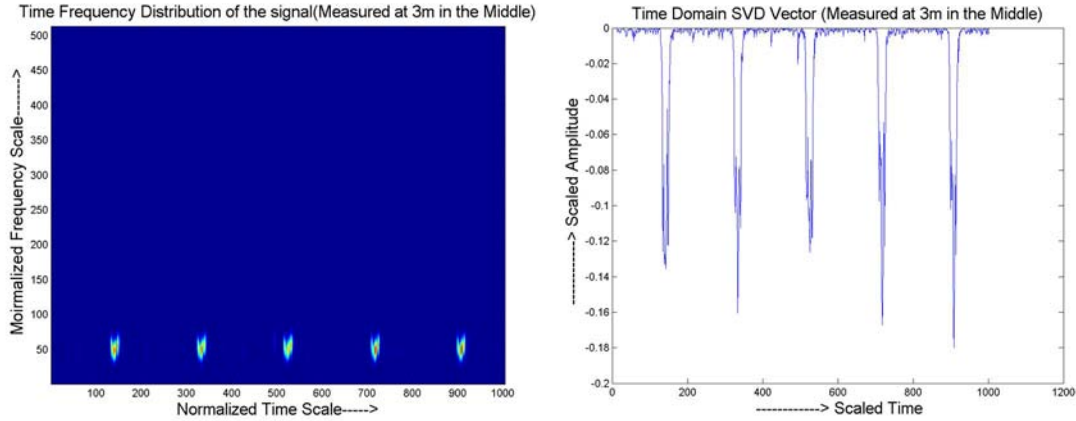 Time Frequency Distribution of the signal(Measured at 3m in the Middle)
Moirmalized Frequency Scale------->
500
450
400
350
300
250
200
150
100
50
100 200 300 400 500 600 700 800 900 1000
Normalized Time Scale----->
Time Domain SVD Vector (Measured at 3m in the Middle)
----------> Scaled Amplitude
0
-0.02
-0.04
-0.06
-0.08
-0.1
-0.12
-0.14
-0.16
-0.18
-0.2
0 200 400 600 800 1000 1200
------------> Scaled Time